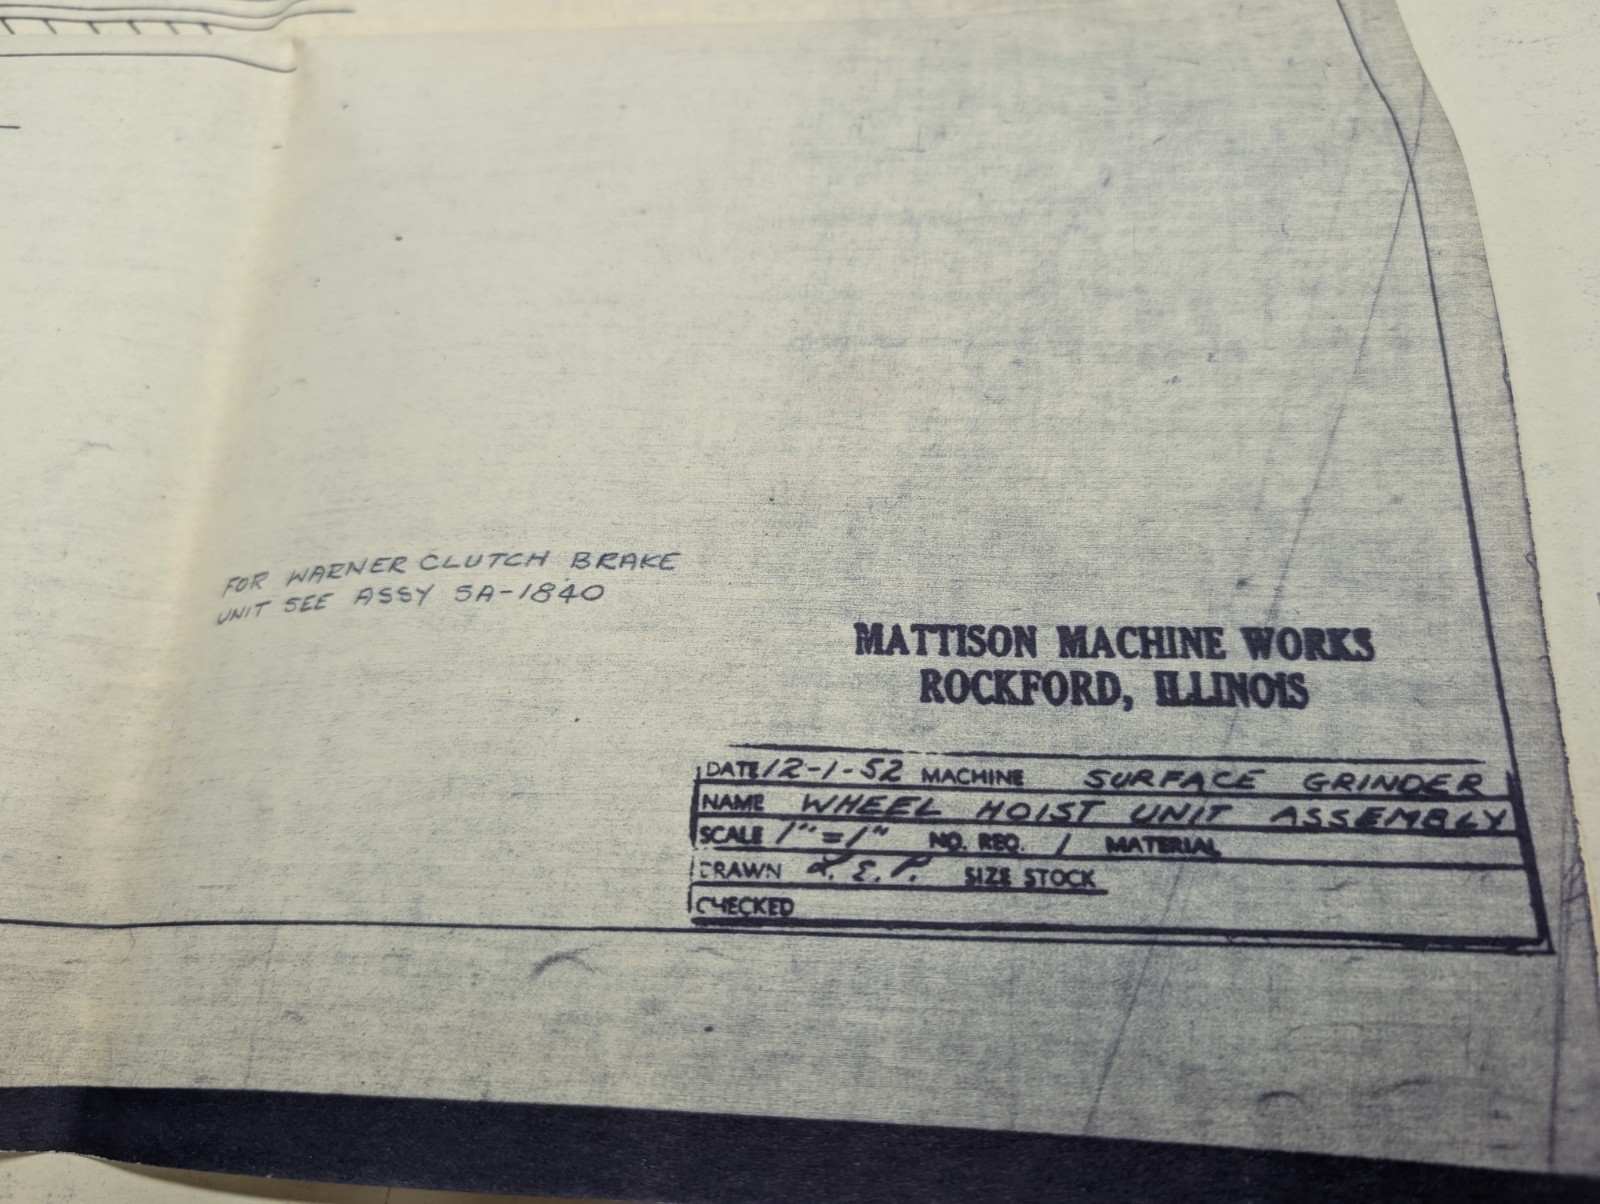 FOR WARNER CLUTCH BRAKE
UNIT SEE ASSY SA-1840
MATTISON MACHINE WORKS
ROCKFORD, ILLINOIS
DATE 12-1-52 MACHINE SURFACE GRINDER
NAME WHEEL HOIST UNIT ASSEMBLY
SCALE 1"=1" NO. REQ. 1 MATERIAL
DRAWN SIZE STOCK
CHECKED